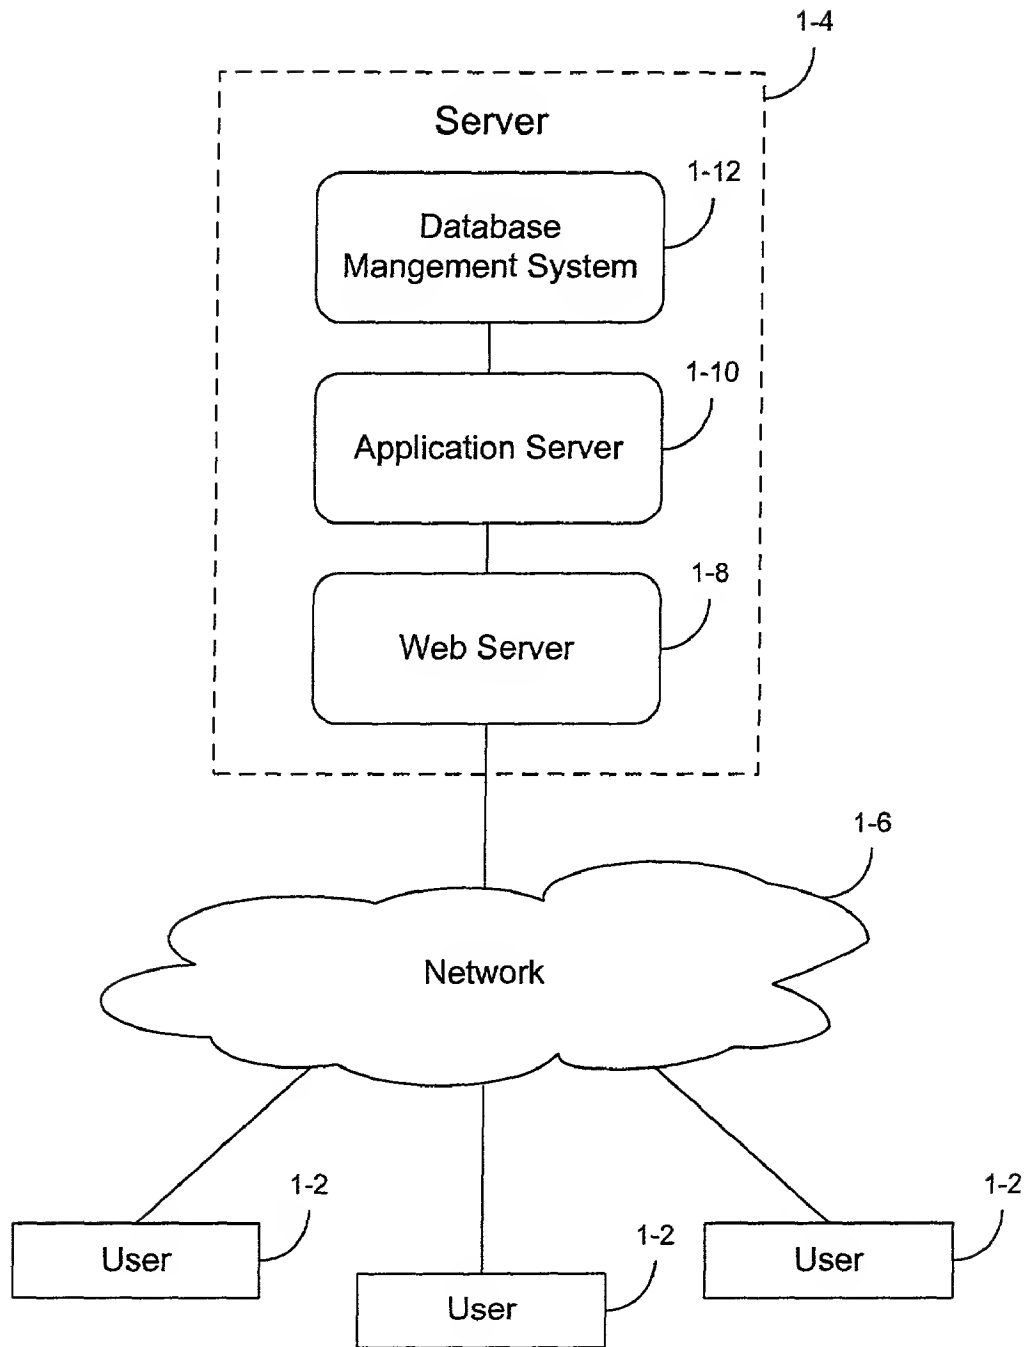 1-4
Server
1-12
Database
Mangement System
1-10
Application Server
1-8
Web Server
1-6
Network
1-2
User
1-2
User
1-2
User